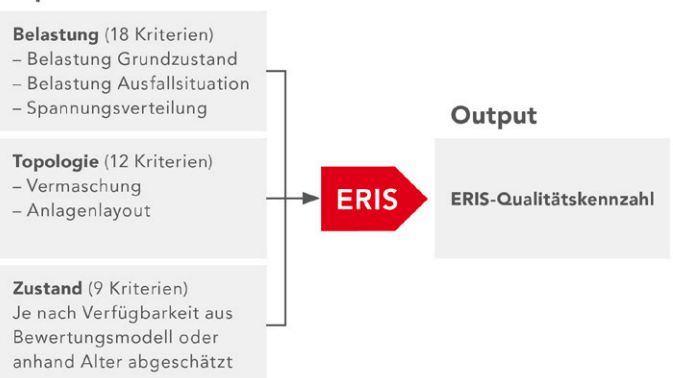 Belastung (18 Kriterien)
– Belastung Grundzustand
– Belastung Ausfallsituation
– Spannungsverteilung
Topologie (12 Kriterien)
– Vermaschung
– Anlagenlayout
Zustand (9 Kriterien)
Je nach Verfügbarkeit aus
Bewertungsmodell oder
anhand Alter abgeschätzt
ERIS
Output
ERIS-Qualitätskennzahl